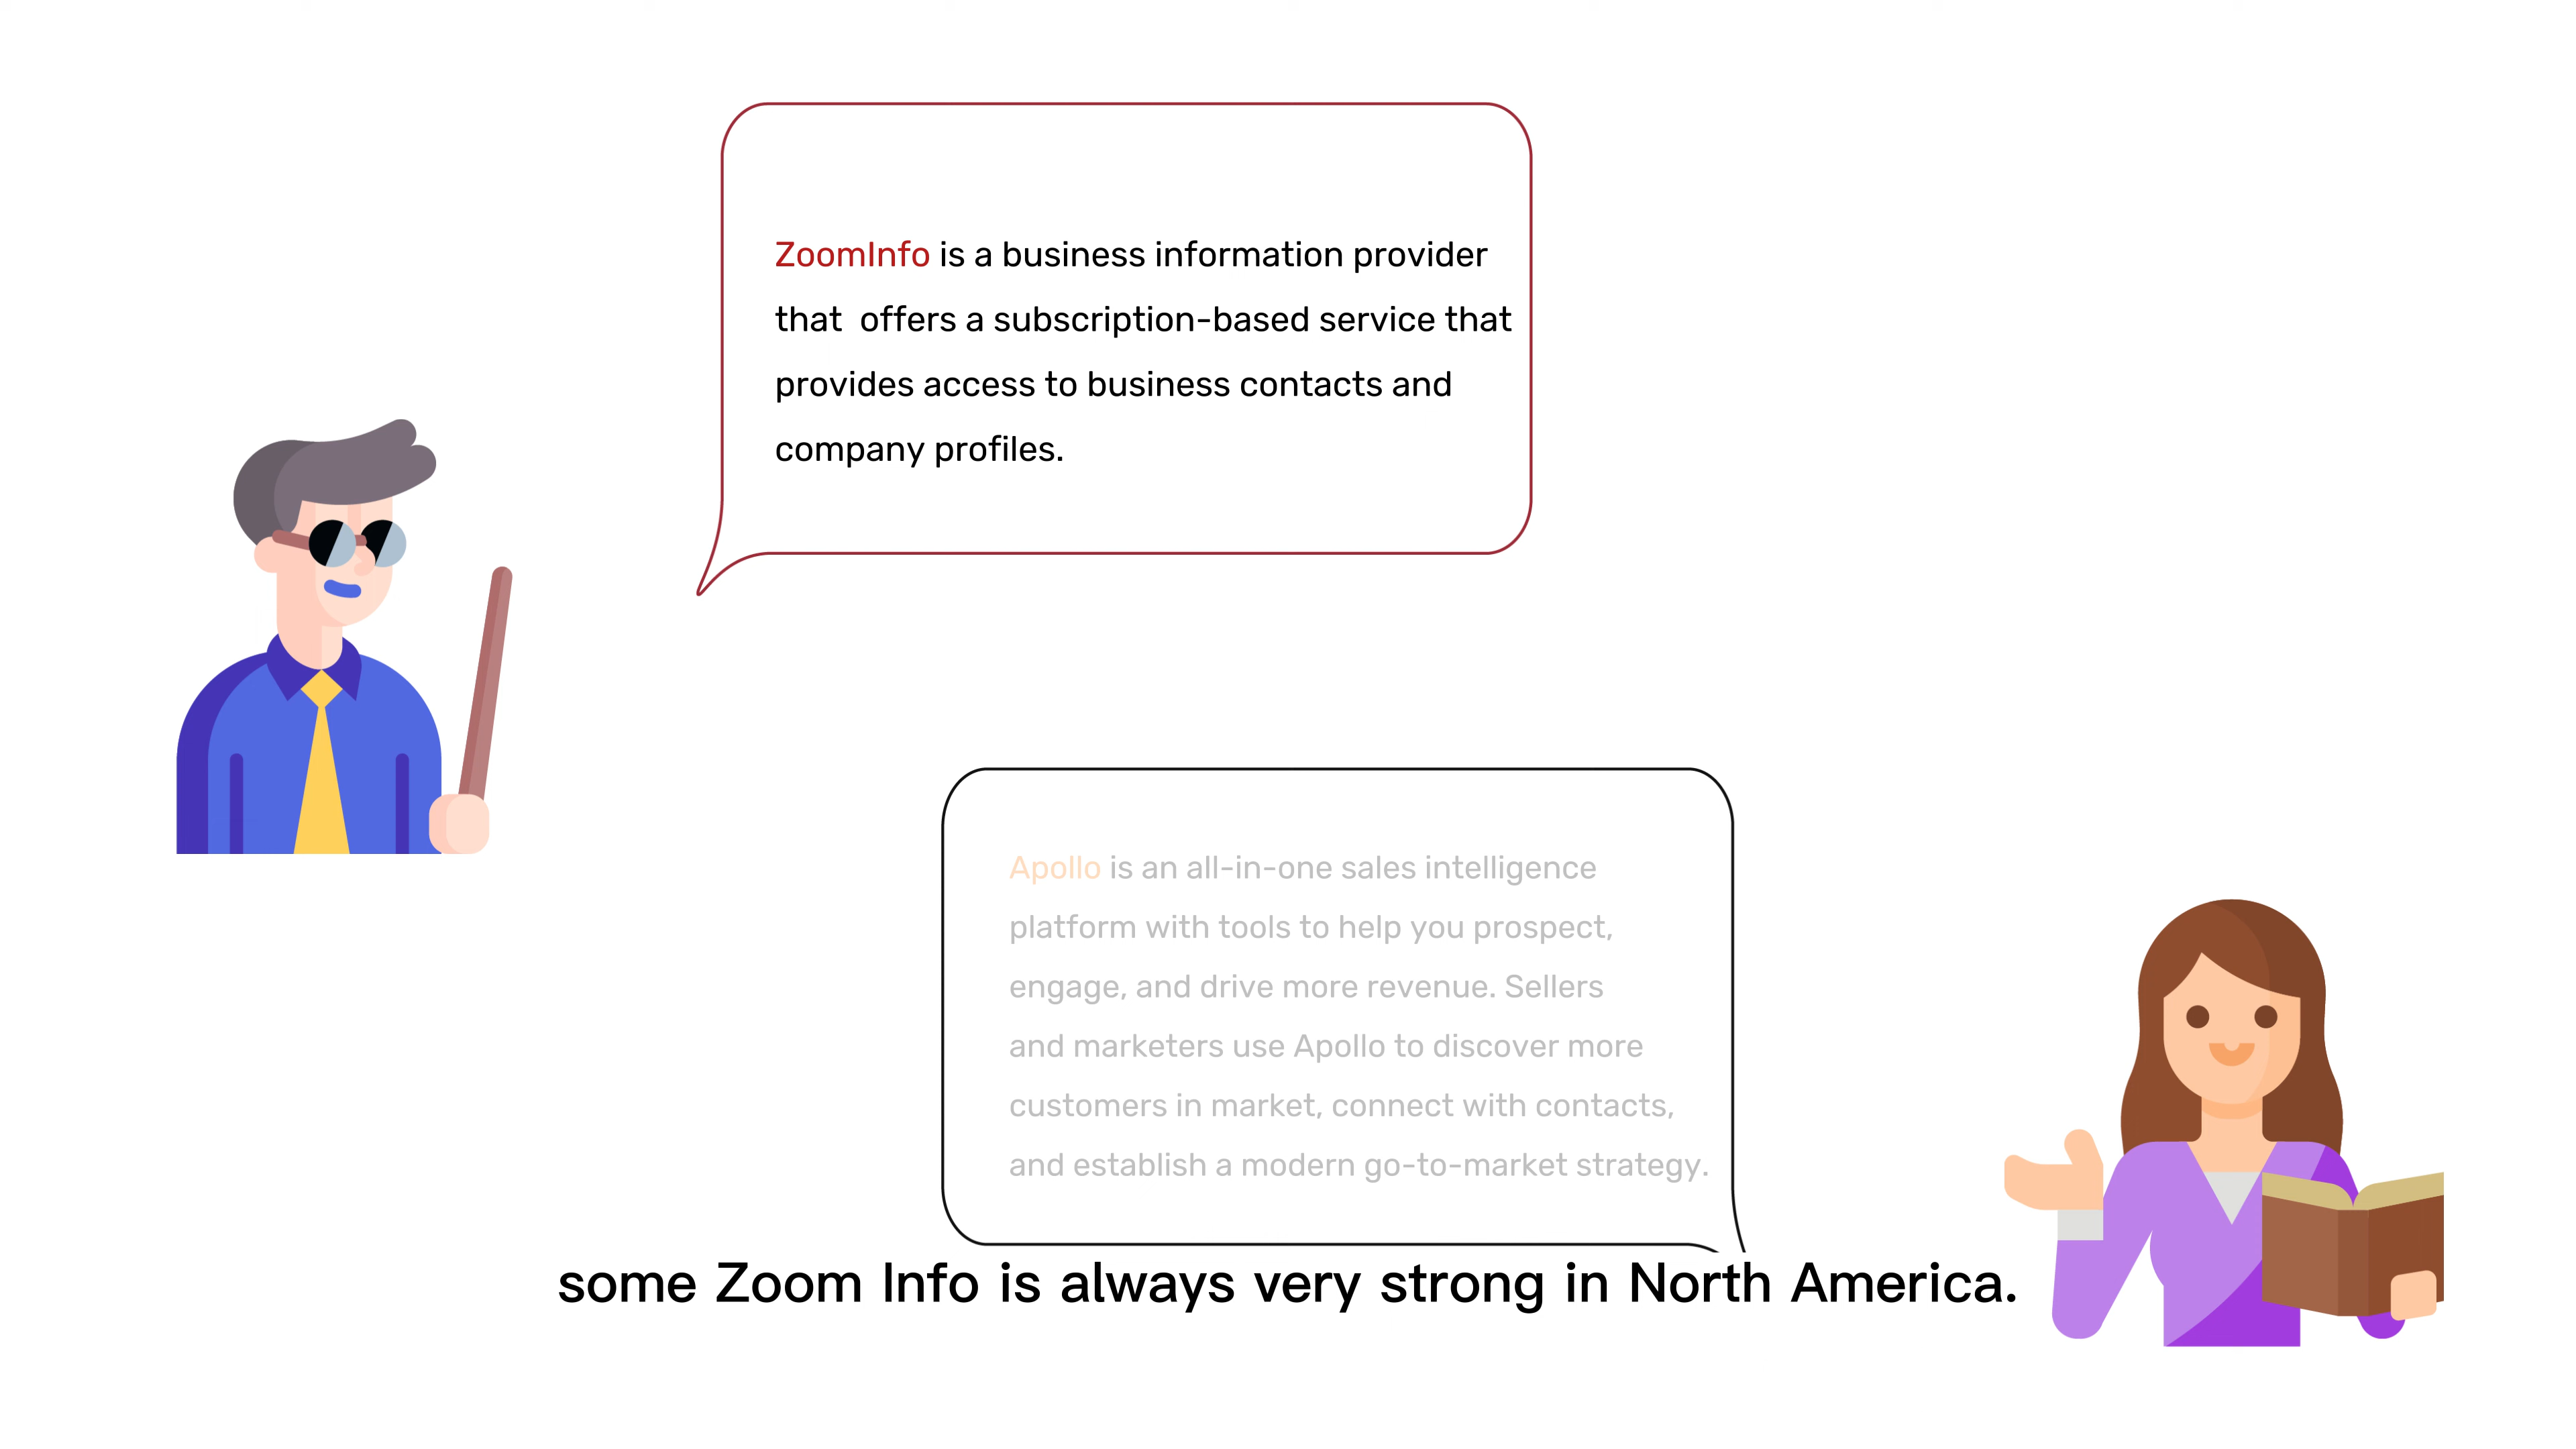 ZoomInfo is a business information provider
that offers a subscription-based service that
provides access to business contacts and
company profiles.
Apollo is an all-in-one sales intelligence
platform with tools to help you prospect,
engage, and drive more revenue. Sellers
and marketers use Apollo to discover more
customers in market, connect with contacts,
and establish a modern go-to-market strategy.
some Zoom Info is always very strong in North America.